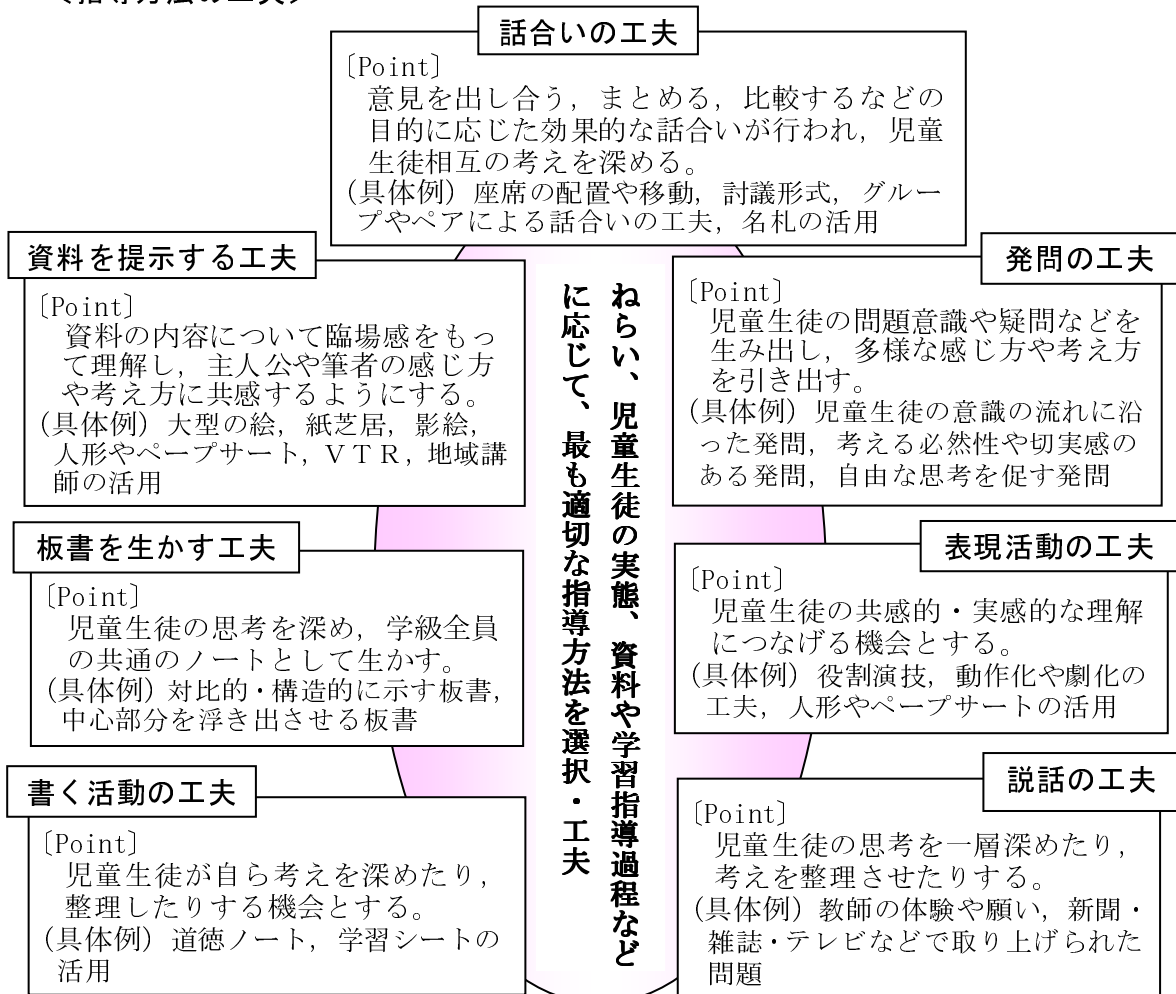 〈指導方法の工夫〉
話合いの工夫
〔Point〕
意見を出し合う，まとめる，比較するなどの
目的に応じた効果的な話合いが行われ，児童
生徒相互の考えを深める。
(具体例) 座席の配置や移動，討議形式，グルー
プやペアによる話合いの工夫，名札の活用
資料を提示する工夫
〔Point〕
資料の内容について臨場感をもっ
て理解し，主人公や筆者の感じ方
や考え方に共感するようにする。
(具体例) 大型の絵，紙芝居，影絵，
人形やペープサート，ＶＴＲ，地域講
師の活用
発問の工夫
〔Point〕
児童生徒の問題意識や疑問などを
生み出し，多様な感じ方や考え方
を引き出す。
(具体例) 児童生徒の意識の流れに沿
った発問，考える必然性や切実感の
ある発問，自由な思考を促す発問
ねらい、児童生徒の実態、資料や学習指導過程など
に応じて、最も適切な指導方法を選択・工夫
板書を生かす工夫
〔Point〕
児童生徒の思考を深め，学級全員
の共通のノートとして生かす。
(具体例) 対比的・構造的に示す板書，
中心部分を浮き出させる板書
表現活動の工夫
〔Point〕
児童生徒の共感的・実感的な理解
につなげる機会とする。
(具体例) 役割演技，動作化や劇化の
工夫，人形やペープサートの活用
書く活動の工夫
〔Point〕
児童生徒が自ら考えを深めたり，
整理したりする機会とする。
(具体例) 道徳ノート，学習シートの
活用
説話の工夫
〔Point〕
児童生徒の思考を一層深めたり，
考えを整理させたりする。
(具体例) 教師の体験や願い，新聞・
雑誌・テレビなどで取り上げられた
問題